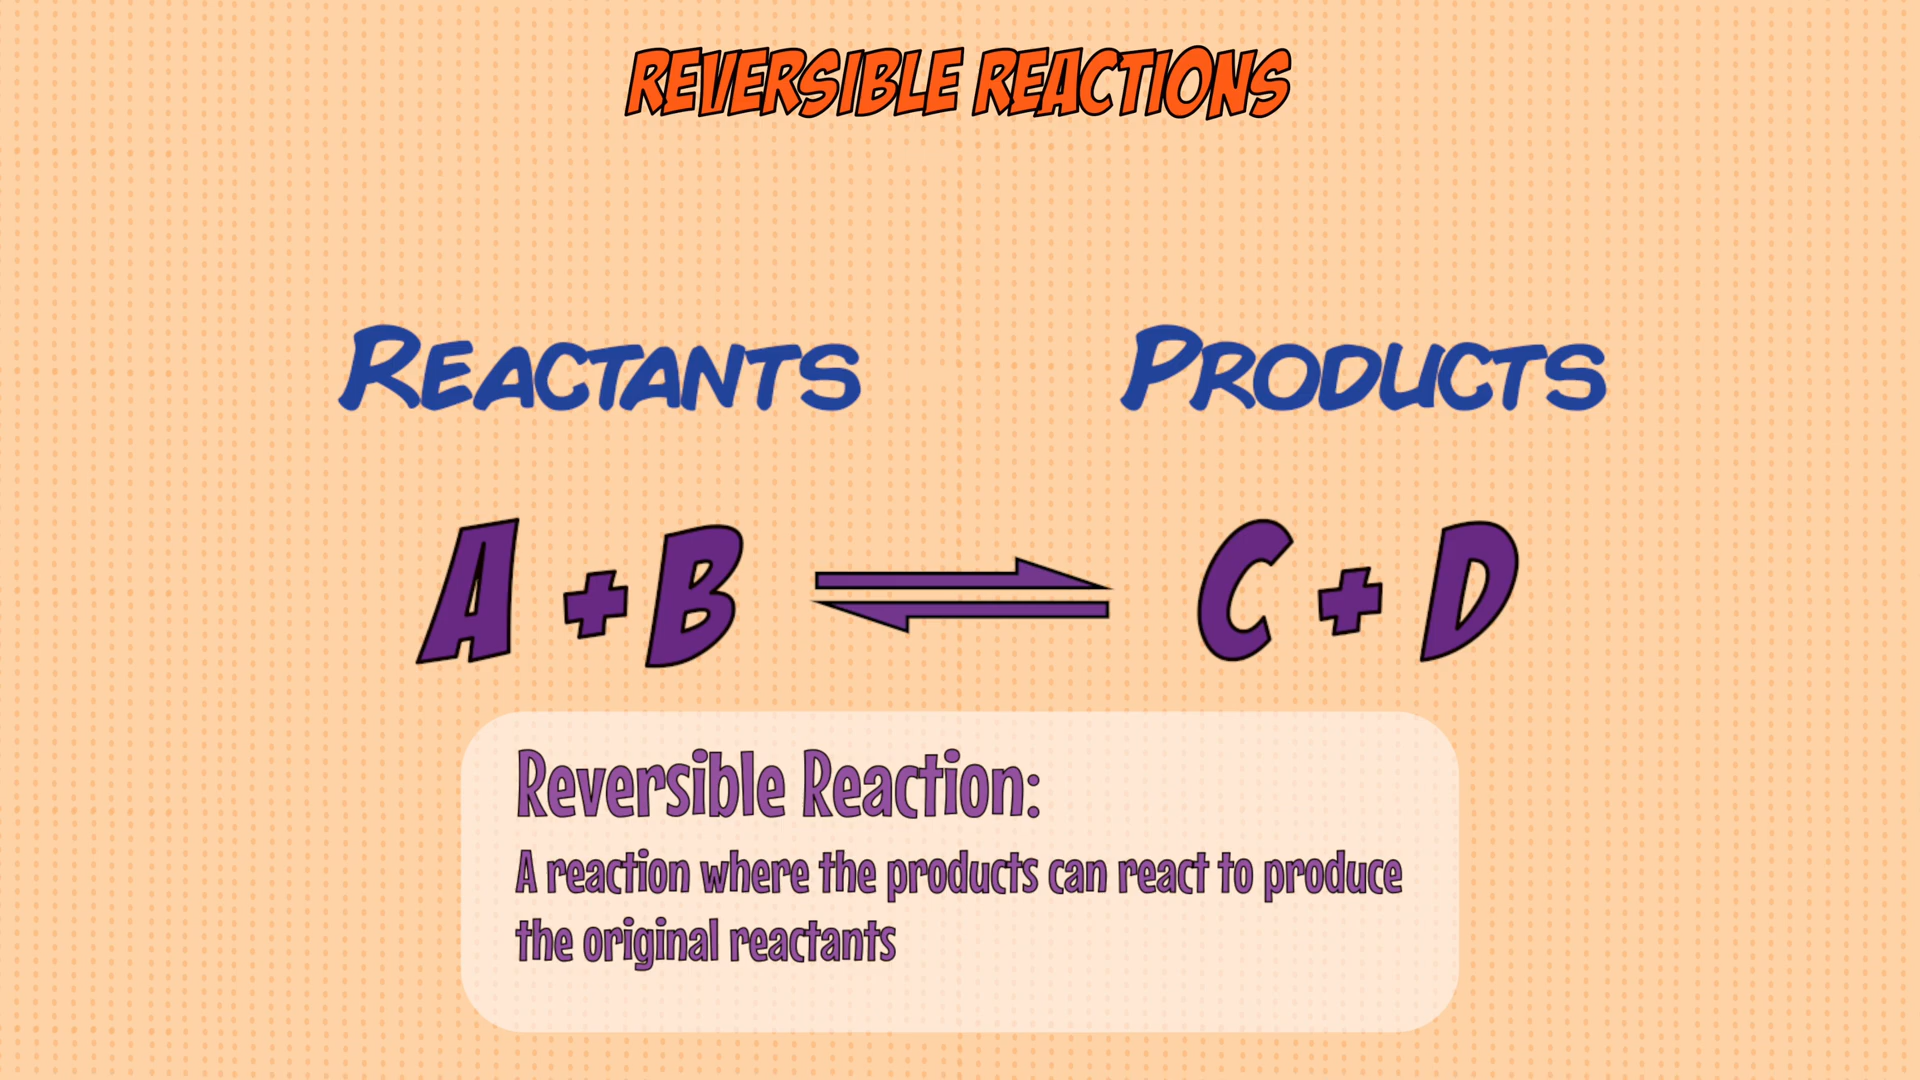 REVERSIBLE REACTIONS
REACTANTS PRODUCTS
A + B ⇌ C + D
Reversible Reaction:
A reaction where the products can react to produce
the original reactants